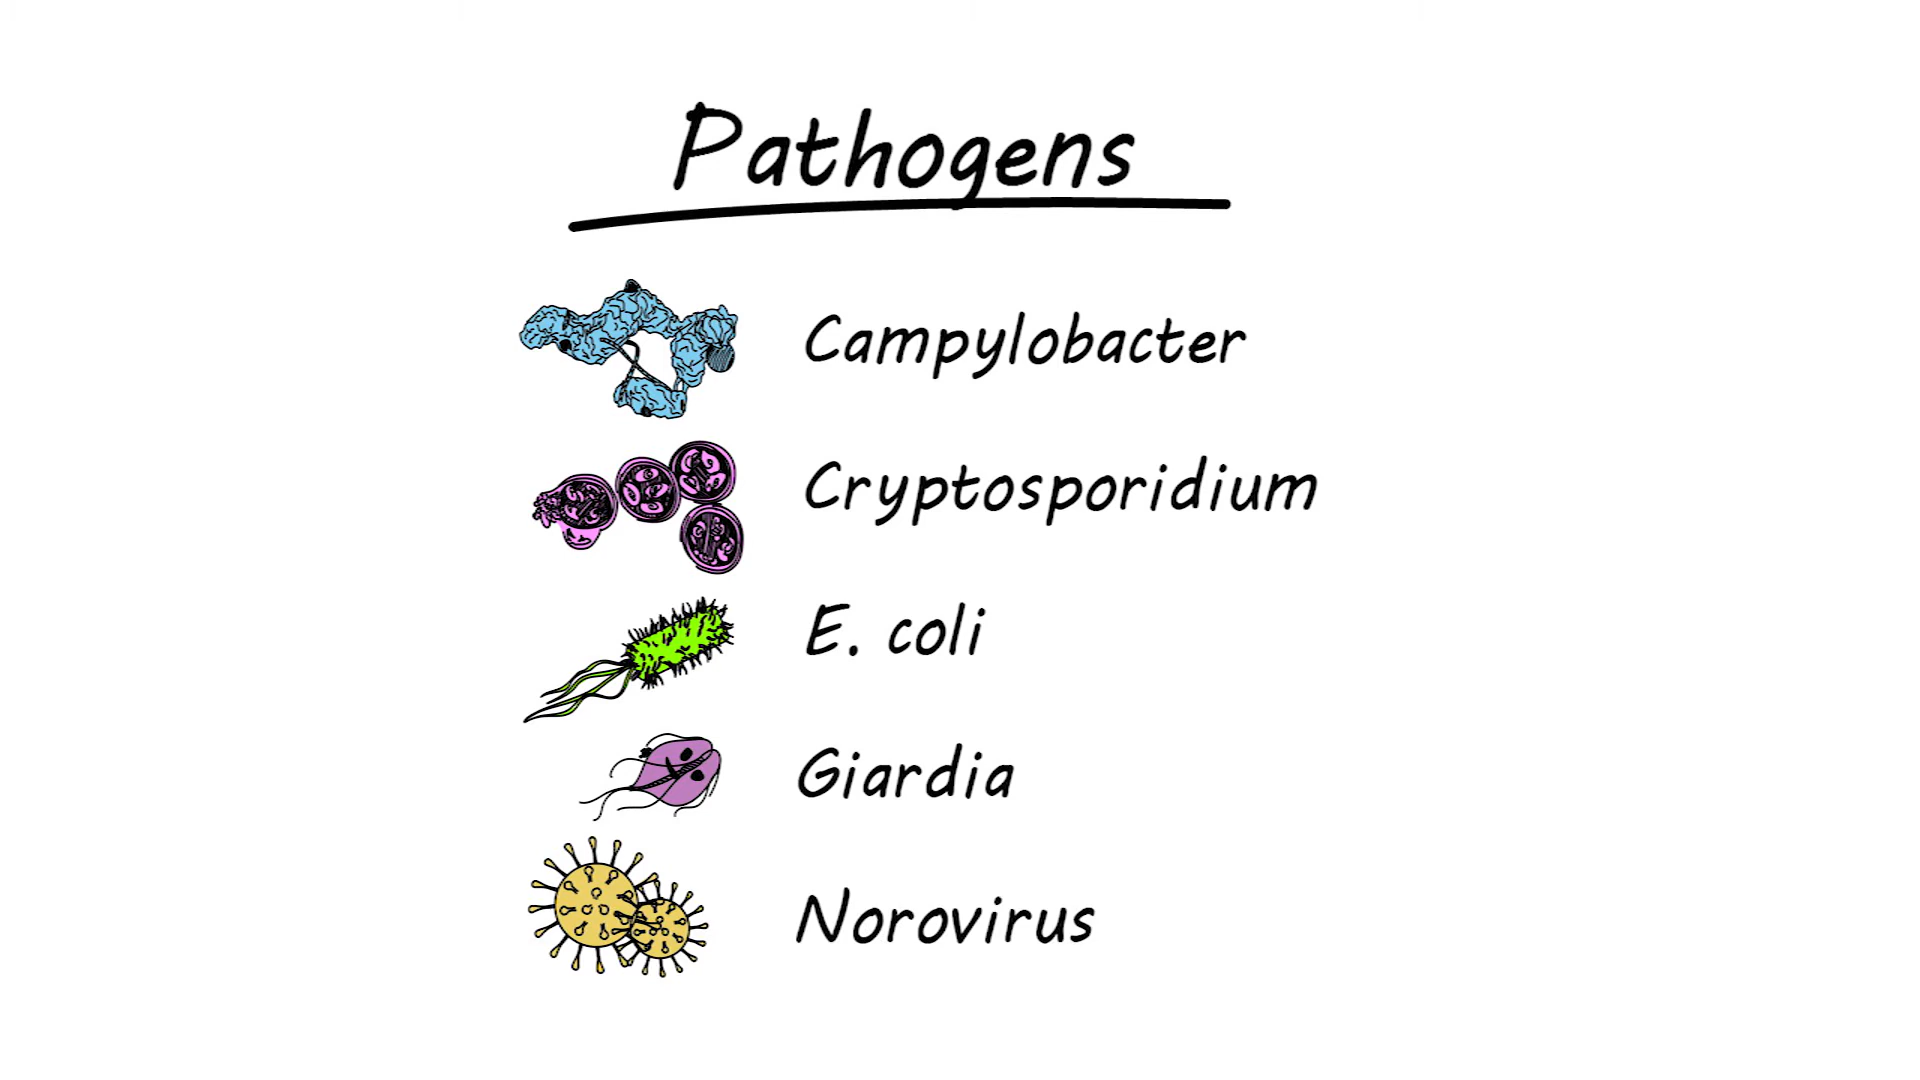 Pathogens
Campylobacter
Cryptosporidium
E. coli
Giardia
Norovirus